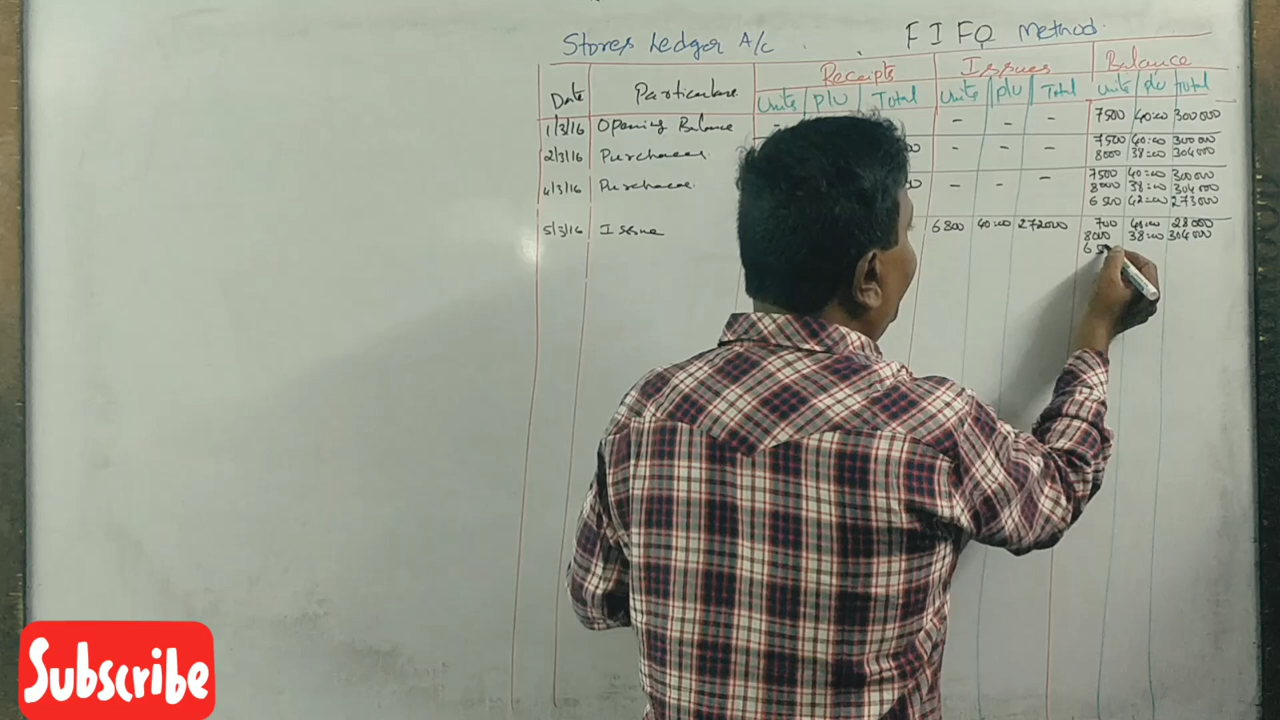 Stores Ledger A/c . . FIFO Method.
Receipts Issues Balance
Date Particulars Units P/U Total Units P/U Total Units P/U Total
1/3/16 Opening Balance - - - - 7500 40=00 300000
2/3/16 Purchases. - - - 7500 40=00 300000
8000 38=00 304000
4/3/16 Purchases - - - 7500 40=00 300000
8000 38=00 304000
6500 42=00 273000
5/3/16 Issue 6800 40=00 272000 700 40=00 28000
8000 38=00 304000
Subscribe